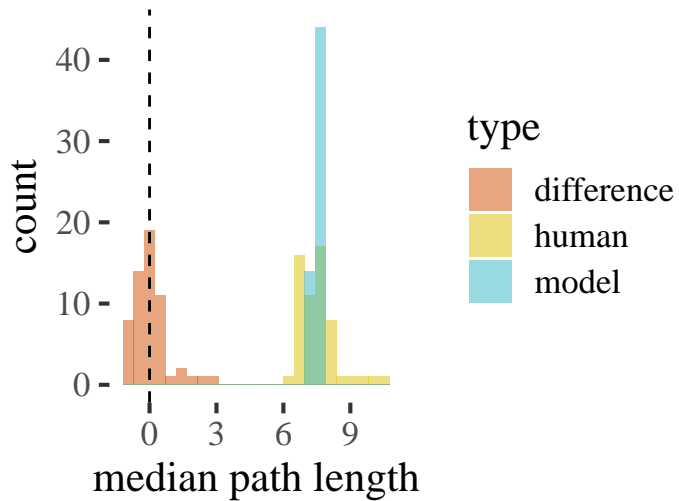 count
40
30
20
10
0
0 3 6 9
median path length
type
difference
human
model